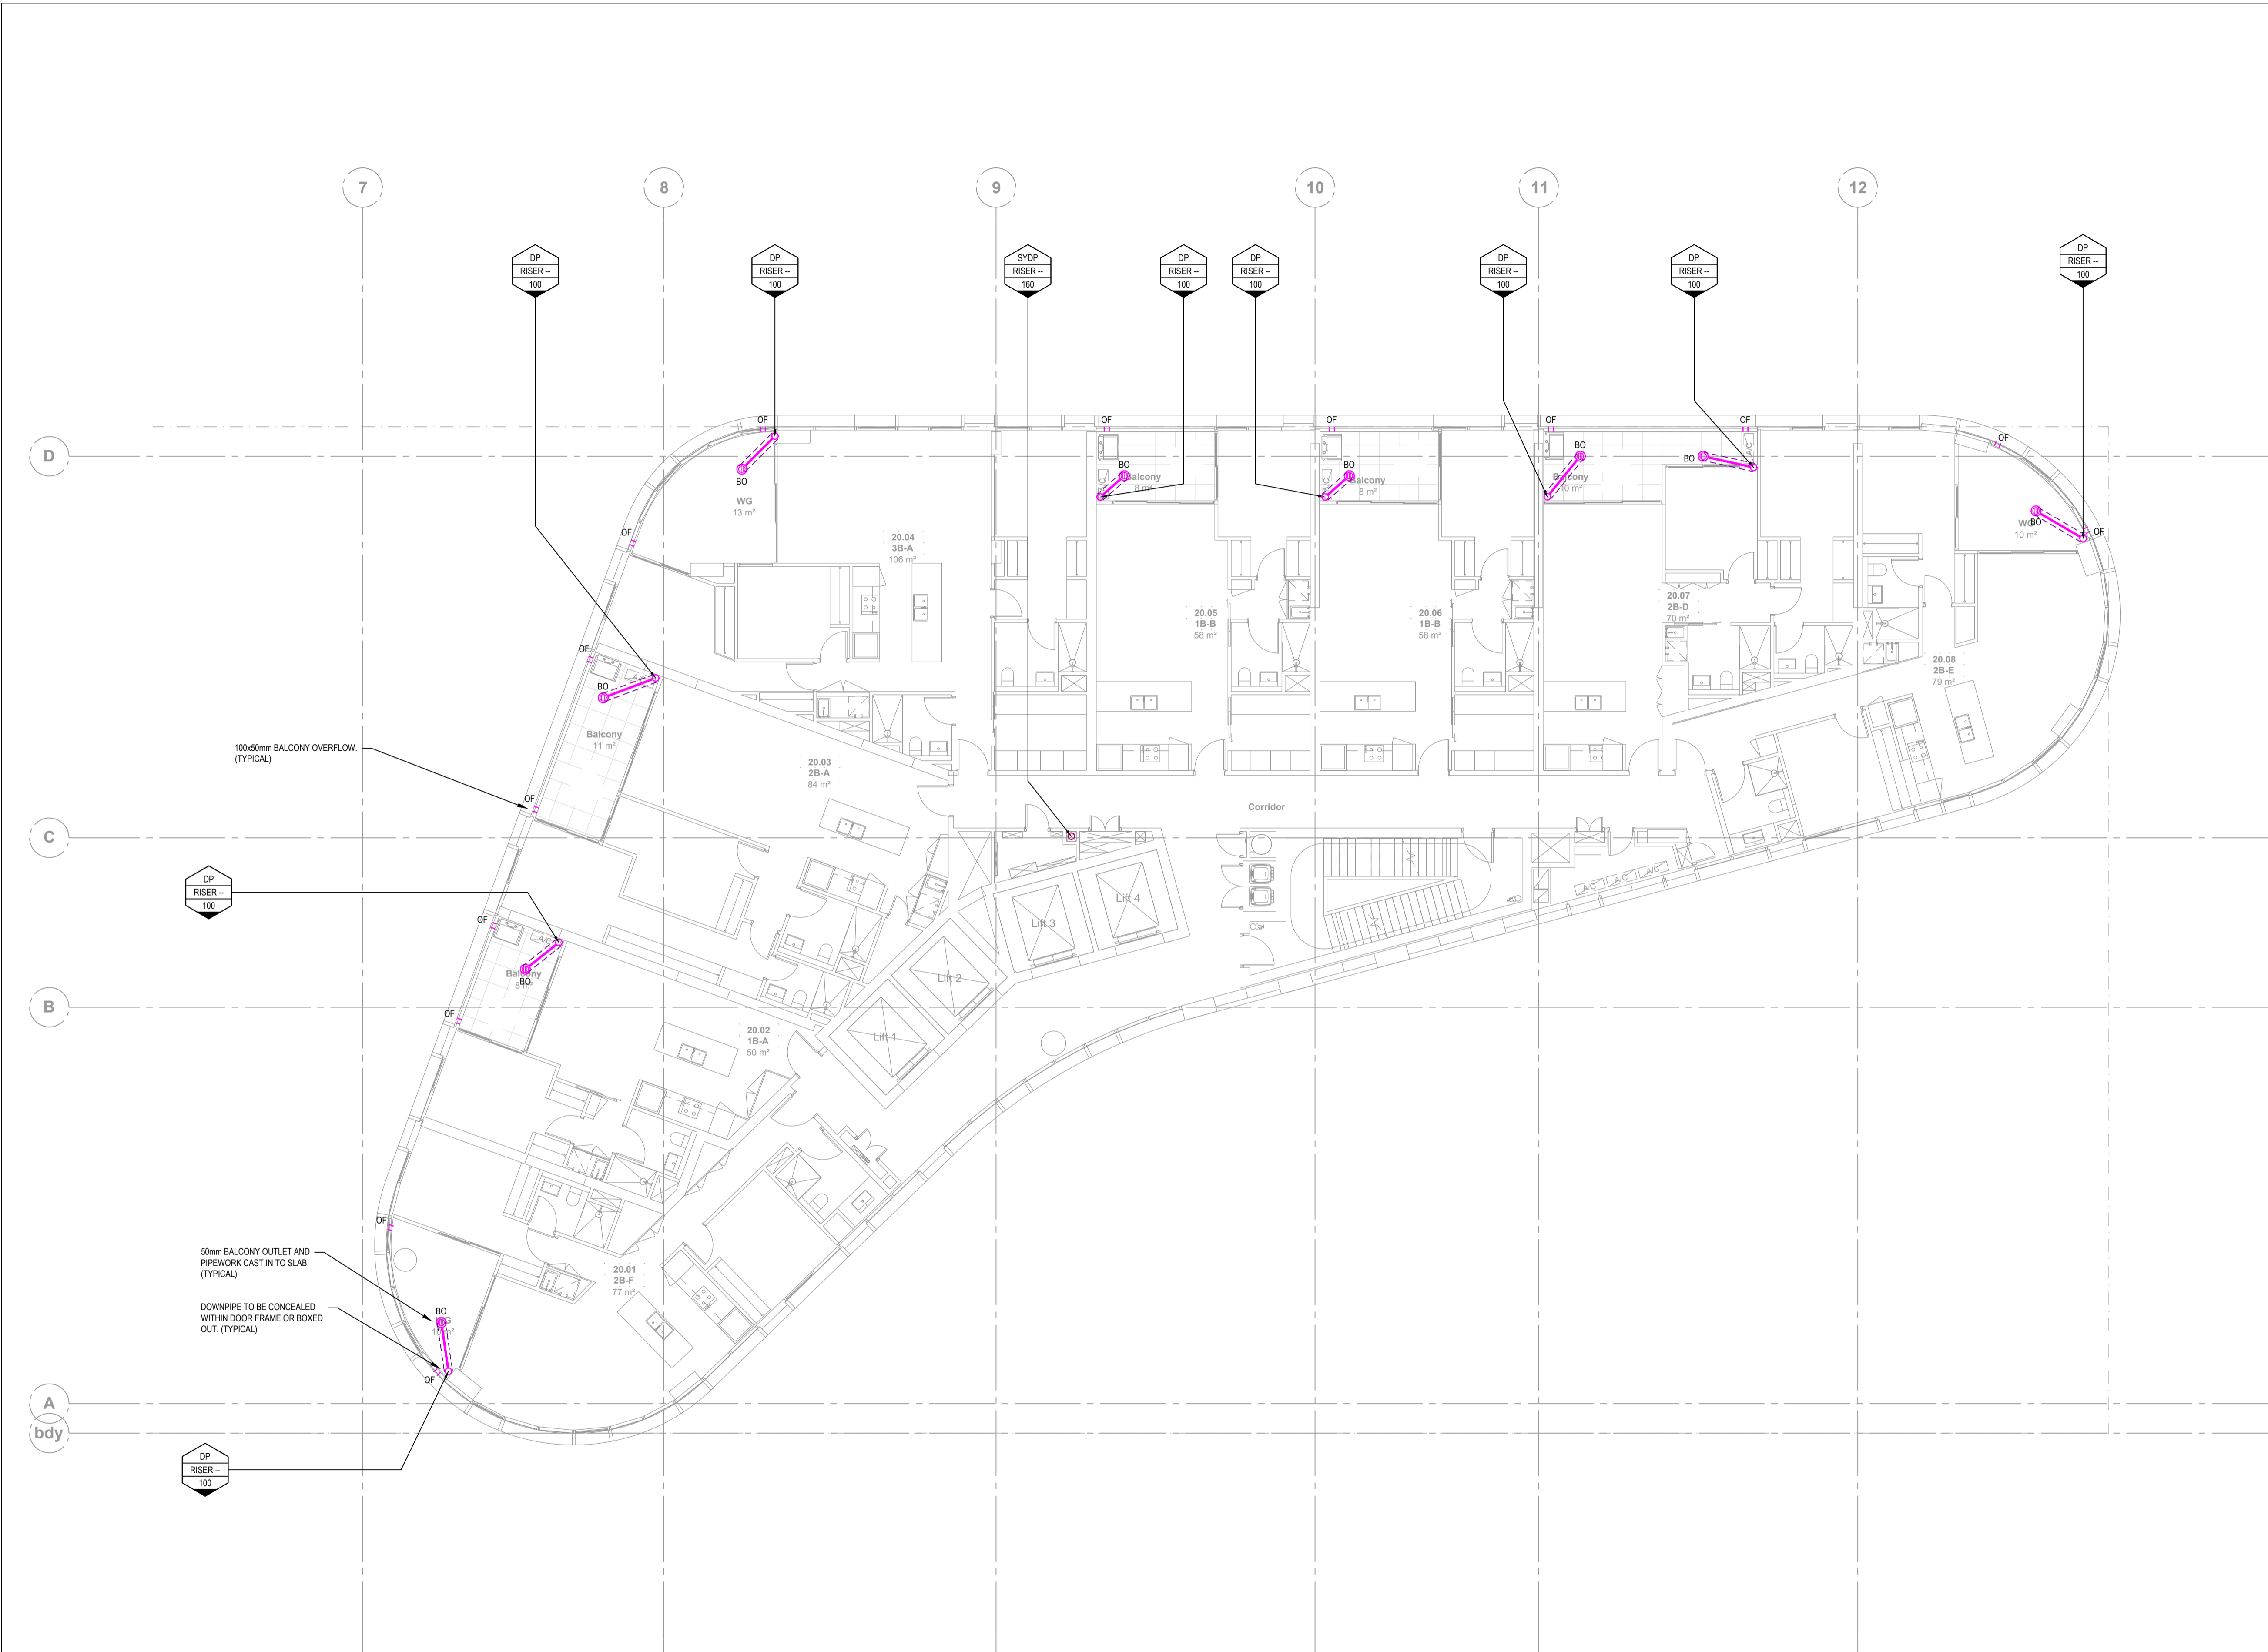 7
8
9
10
11
12
DP
RISER --
100
DP
RISER --
100
SYDP
RISER --
160
DP
RISER --
100
DP
RISER --
100
DP
RISER --
100
DP
RISER --
100
DP
RISER --
100
D
OF
OF
OF
OF
OF
OF
BO
BO
BO
BO
BO
BO
WG
13 m²
Balcony
8 m²
Balcony
8 m²
Balcony
10 m²
WG
10 m²
OF
OF
20.04
3B-A
106 m²
20.05
1B-B
58 m²
20.06
1B-B
58 m²
20.07
2B-D
70 m²
20.08
2B-E
79 m²
OF
BO
Balcony
11 m²
100x50mm BALCONY OVERFLOW.
(TYPICAL)
OF
20.03
2B-A
84 m²
Corridor
C
DP
RISER --
100
OF
A/C
BO
Balcony
8 m²
A/C
A/C
A/C
Lift 4
Lift 3
Lift 2
Lift 1
B
OF
20.02
1B-A
50 m²
OF
50mm BALCONY OUTLET AND
PIPEWORK CAST IN TO SLAB.
(TYPICAL)
20.01
2B-F
77 m²
DOWNPIPE TO BE CONCEALED
WITHIN DOOR FRAME OR BOXED
OUT. (TYPICAL)
BO
WG
OF
A
bdy
DP
RISER --
100